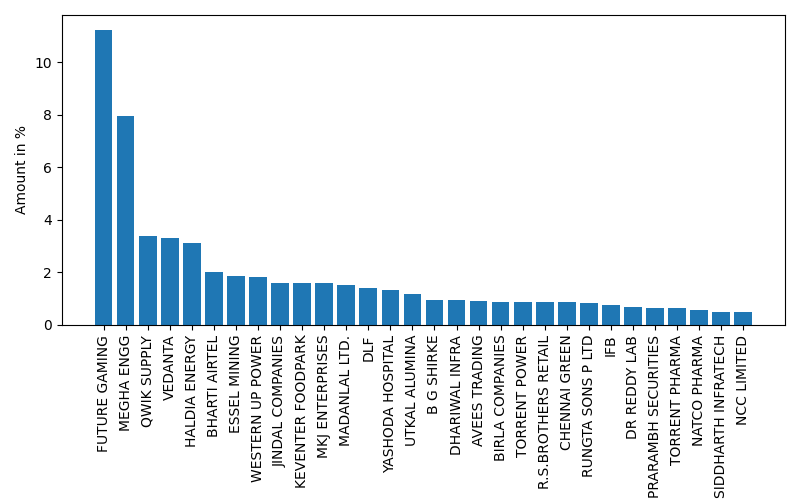 Amount in %
10
8
6
4
2
0
FUTURE GAMING
MEGHA ENGG
QWIK SUPPLY
VEDANTA
HALDIA ENERGY
BHARTI AIRTEL
ESSEL MINING
WESTERN UP POWER
JINDAL COMPANIES
KEVENTER FOODPARK
MKJ ENTERPRISES
MADANLAL LTD.
DLF
YASHODA HOSPITAL
UTKAL ALUMINA
B G SHIRKE
DHARIWAL INFRA
AVEES TRADING
BIRLA COMPANIES
TORRENT POWER
R.S.BROTHERS RETAIL
CHENNAI GREEN
RUNGTA SONS P LTD
IFB
DR REDDY LAB
PRARAMBH SECURITIES
TORRENT PHARMA
NATCO PHARMA
SIDDHARTH INFRATECH
NCC LIMITED